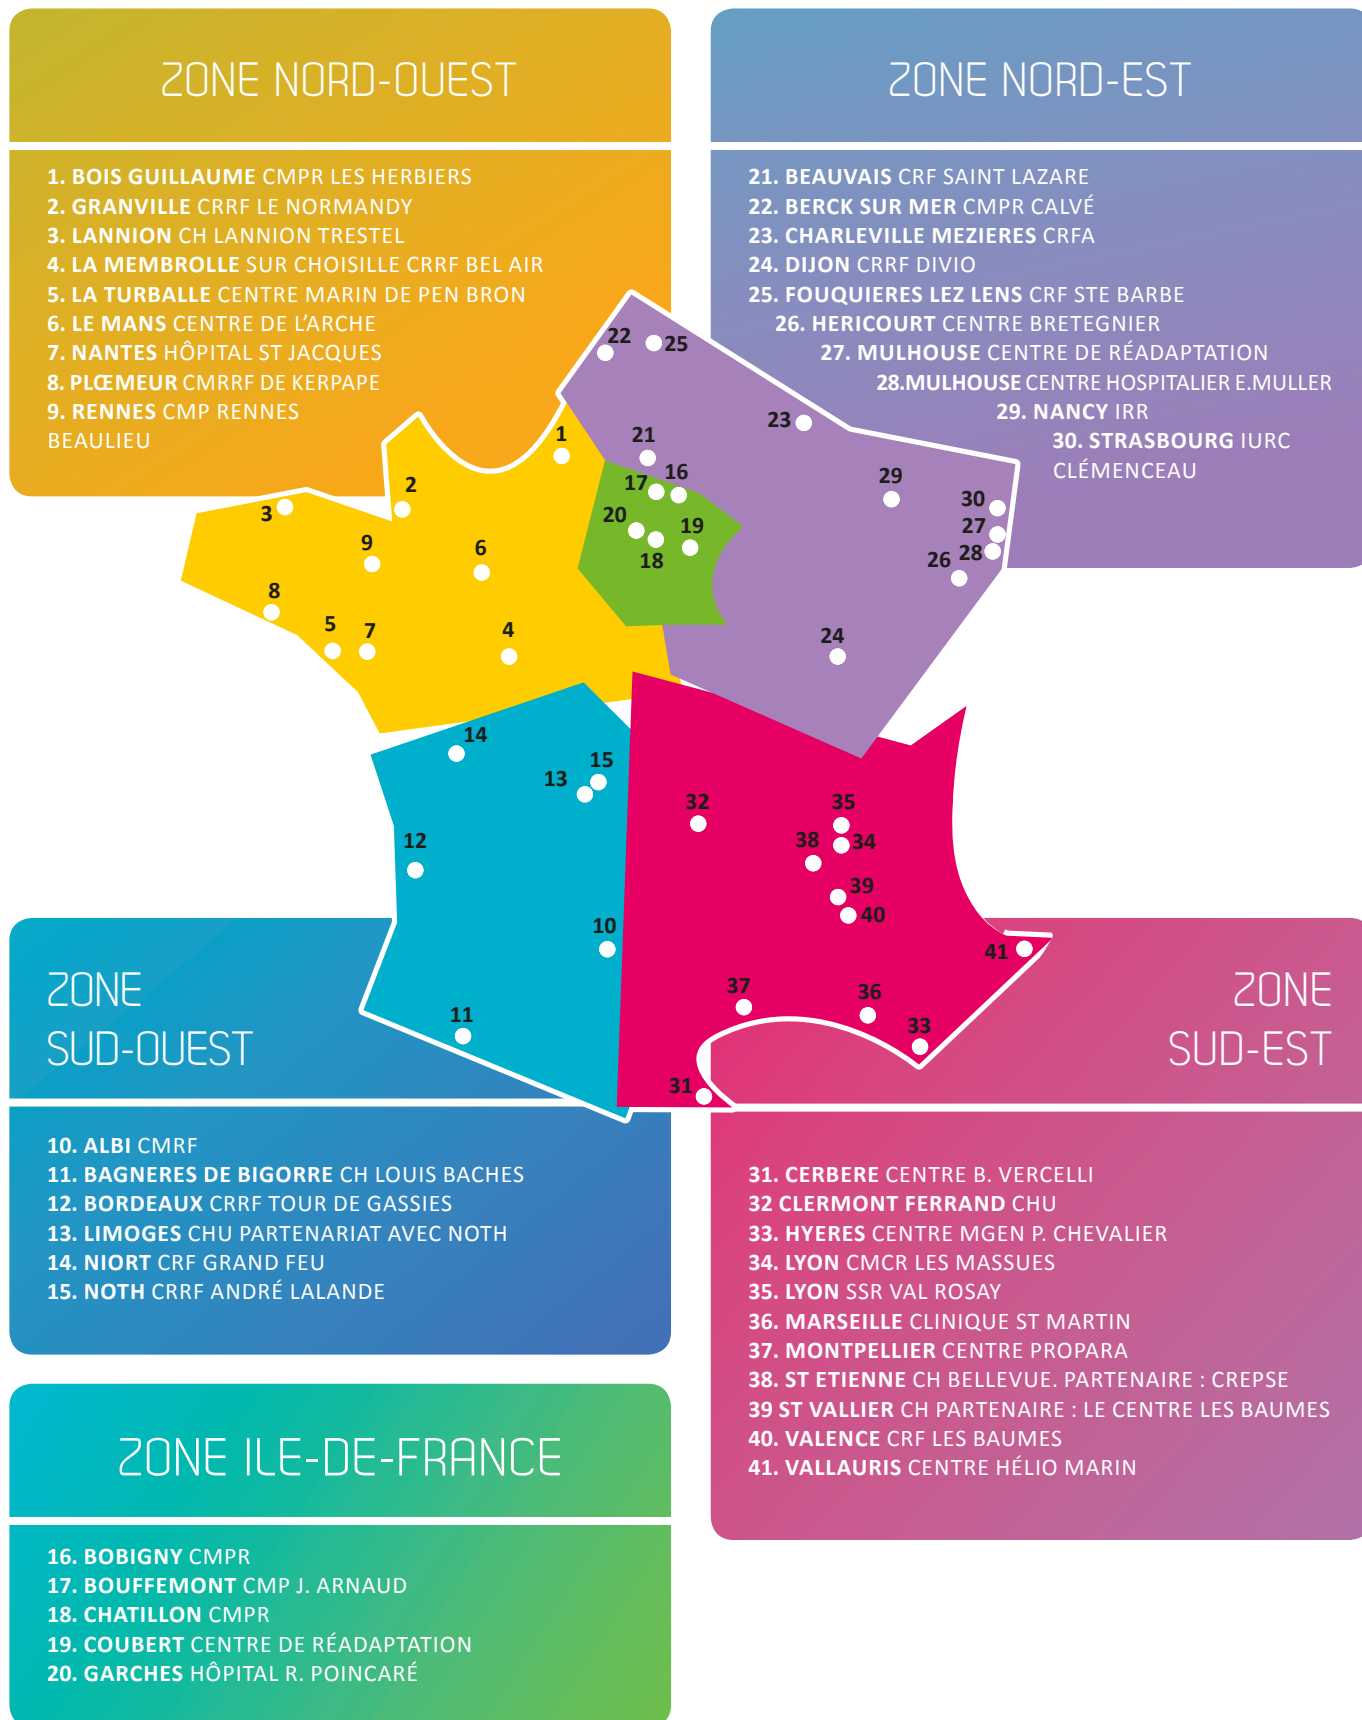 ZONE NORD-OUEST
1. BOIS GUILLAUME CMPR LES HERBIERS
2. GRANVILLE CRRF LE NORMANDY
3. LANNION CH LANNION TRESTEL
4. LA MEMBROLLE SUR CHOISILLE CRRF BEL AIR
5. LA TURBALLE CENTRE MARIN DE PEN BRON
6. LE MANS CENTRE DE L'ARCHE
7. NANTES HÔPITAL ST JACQUES
8. PLŒMEUR CMRRF DE KERPAPE
9. RENNES CMP RENNES
BEAULIEU
ZONE NORD-EST
21. BEAUVAIS CRF SAINT LAZARE
22. BERCK SUR MER CMPR CALVÉ
23. CHARLEVILLE MEZIERES CRFA
24. DIJON CRRF DIVIO
25. FOUQUIERES LEZ LENS CRF STE BARBE
26. HERICOURT CENTRE BRETEGNIER
27. MULHOUSE CENTRE DE RÉADAPTATION
28.MULHOUSE CENTRE HOSPITALIER E.MULLER
29. NANCY IRR
30. STRASBOURG IURC
CLÉMENCEAU
22
25
23
1
21
16
17
29
2
30
3
20
19
27
9
6
18
28
26
8
5
7
4
24
14
15
13
32
35
12
38
34
39
40
10
41
37
36
11
33
31
ZONE
SUD-OUEST
10. ALBI CMRF
11. BAGNERES DE BIGORRE CH LOUIS BACHES
12. BORDEAUX CRRF TOUR DE GASSIES
13. LIMOGES CHU PARTENARIAT AVEC NOTH
14. NIORT CRF GRAND FEU
15. NOTH CRRF ANDRÉ LALANDE
ZONE
SUD-EST
31. CERBERE CENTRE B. VERCELLI
32 CLERMONT FERRAND CHU
33. HYERES CENTRE MGEN P. CHEVALIER
34. LYON CMCR LES MASSUES
35. LYON SSR VAL ROSAY
36. MARSEILLE CLINIQUE ST MARTIN
37. MONTPELLIER CENTRE PROPARA
38. ST ETIENNE CH BELLEVUE. PARTENAIRE : CREPSE
39 ST VALLIER CH PARTENAIRE : LE CENTRE LES BAUMES
40. VALENCE CRF LES BAUMES
41. VALLAURIS CENTRE HÉLIO MARIN
ZONE ILE-DE-FRANCE
16. BOBIGNY CMPR
17. BOUFFEMONT CMP J. ARNAUD
18. CHATILLON CMPR
19. COUBERT CENTRE DE RÉADAPTATION
20. GARCHES HÔPITAL R. POINCARÉ